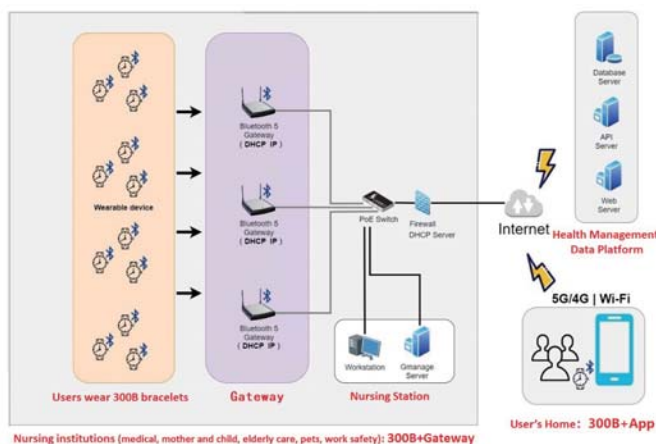 Wearable device
Users wear 300B bracelets
Bluetooth 5
Gateway
( DHCP IP )
Bluetooth 5
Gateway
( DHCP IP )
Bluetooth 5
Gateway
( DHCP IP )
Gateway
PoE Switch
Firewall
DHCP Server
Workstation
Gmanage
Server
Nursing Station
Internet
Database
Server
API
Server
Web
Server
Health Management
Data Platform
5G/4G | Wi-Fi
User's Home: 300B+App
Nursing institutions (medical, mother and child, elderly care, pets, work safety): 300B+Gateway